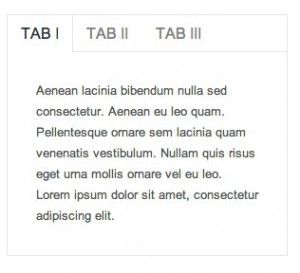 TAB I TAB II TAB III
Aenean lacinia bibendum nulla sed
consectetur. Aenean eu leo quam.
Pellentesque ornare sem lacinia quam
venenatis vestibulum. Nullam quis risus
eget urna mollis ornare vel eu leo.
Lorem ipsum dolor sit amet, consectetur
adipiscing elit.